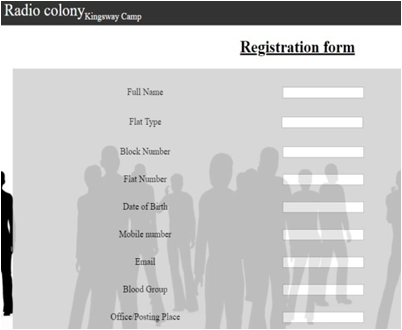 Radio colony Kingsway Camp
Registration form
Full Name
Flat Type
Block Number
Flat Number
Date of Birth
Mobile number
Email
Blood Group
Office/Posting Place